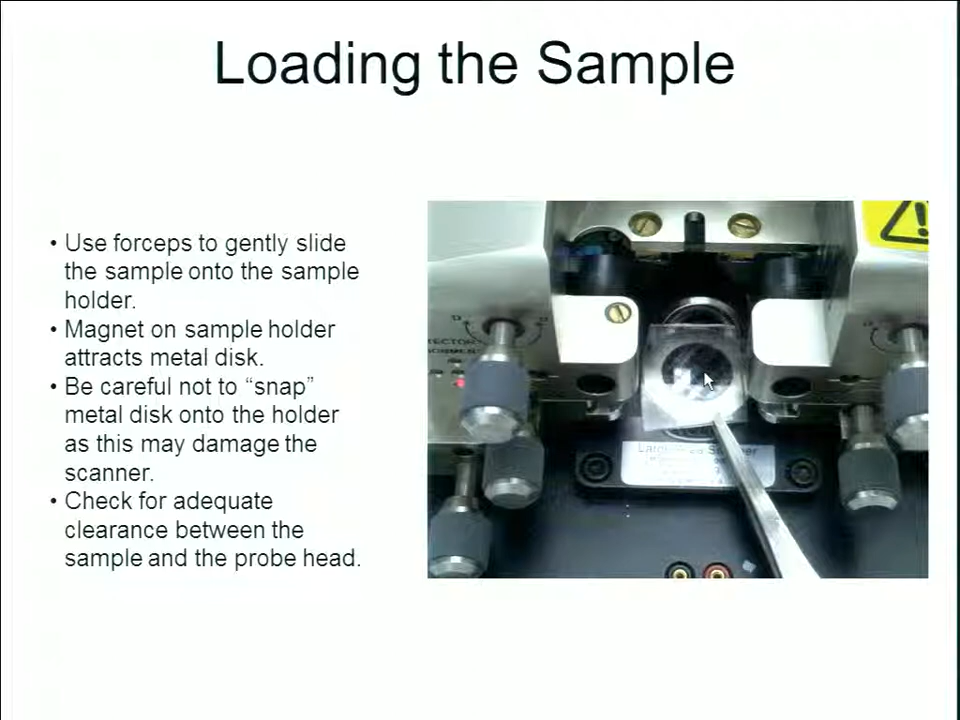 Loading the Sample
• Use forceps to gently slide
the sample onto the sample
holder.
• Magnet on sample holder
attracts metal disk.
• Be careful not to “snap”
metal disk onto the holder
as this may damage the
scanner.
• Check for adequate
clearance between the
sample and the probe head.